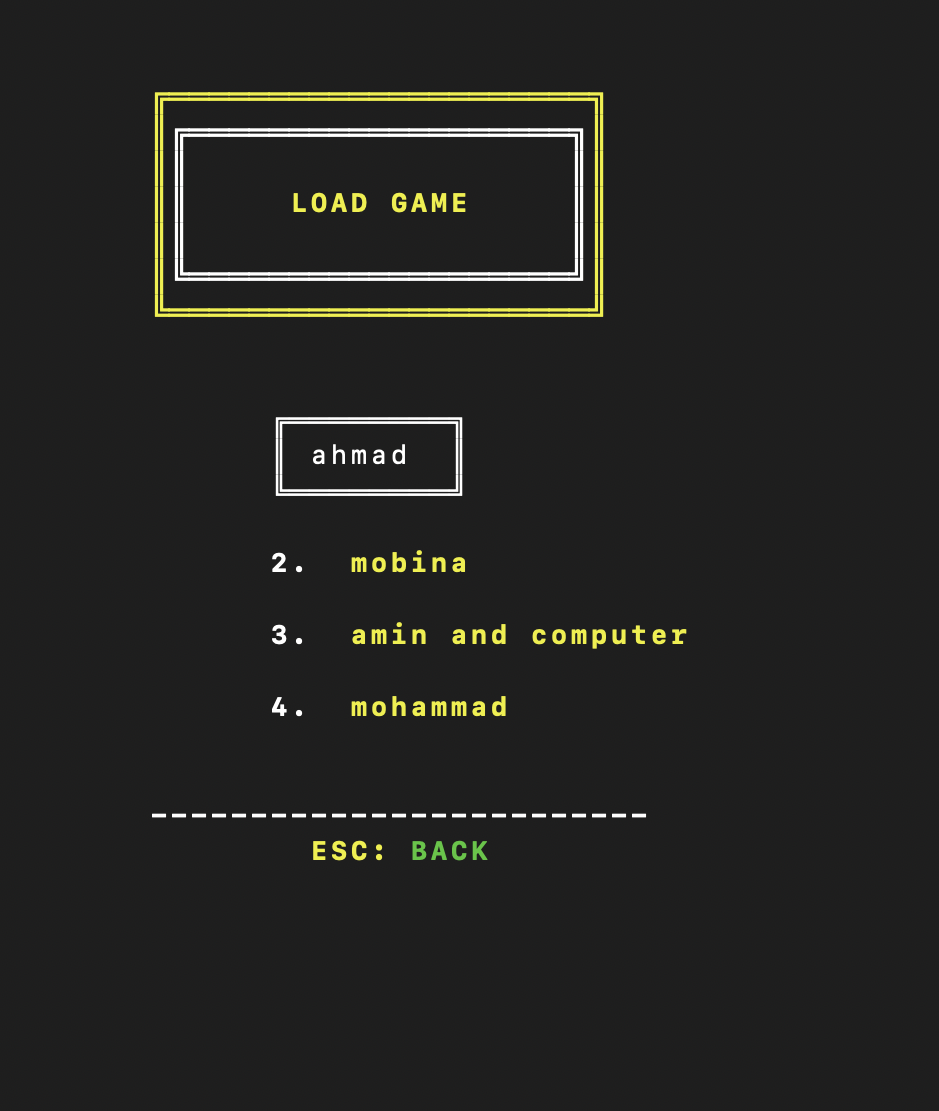 LOAD GAME
ahmad
2. mobina
3. amin and computer
4. mohammad
-------------------------
ESC: BACK